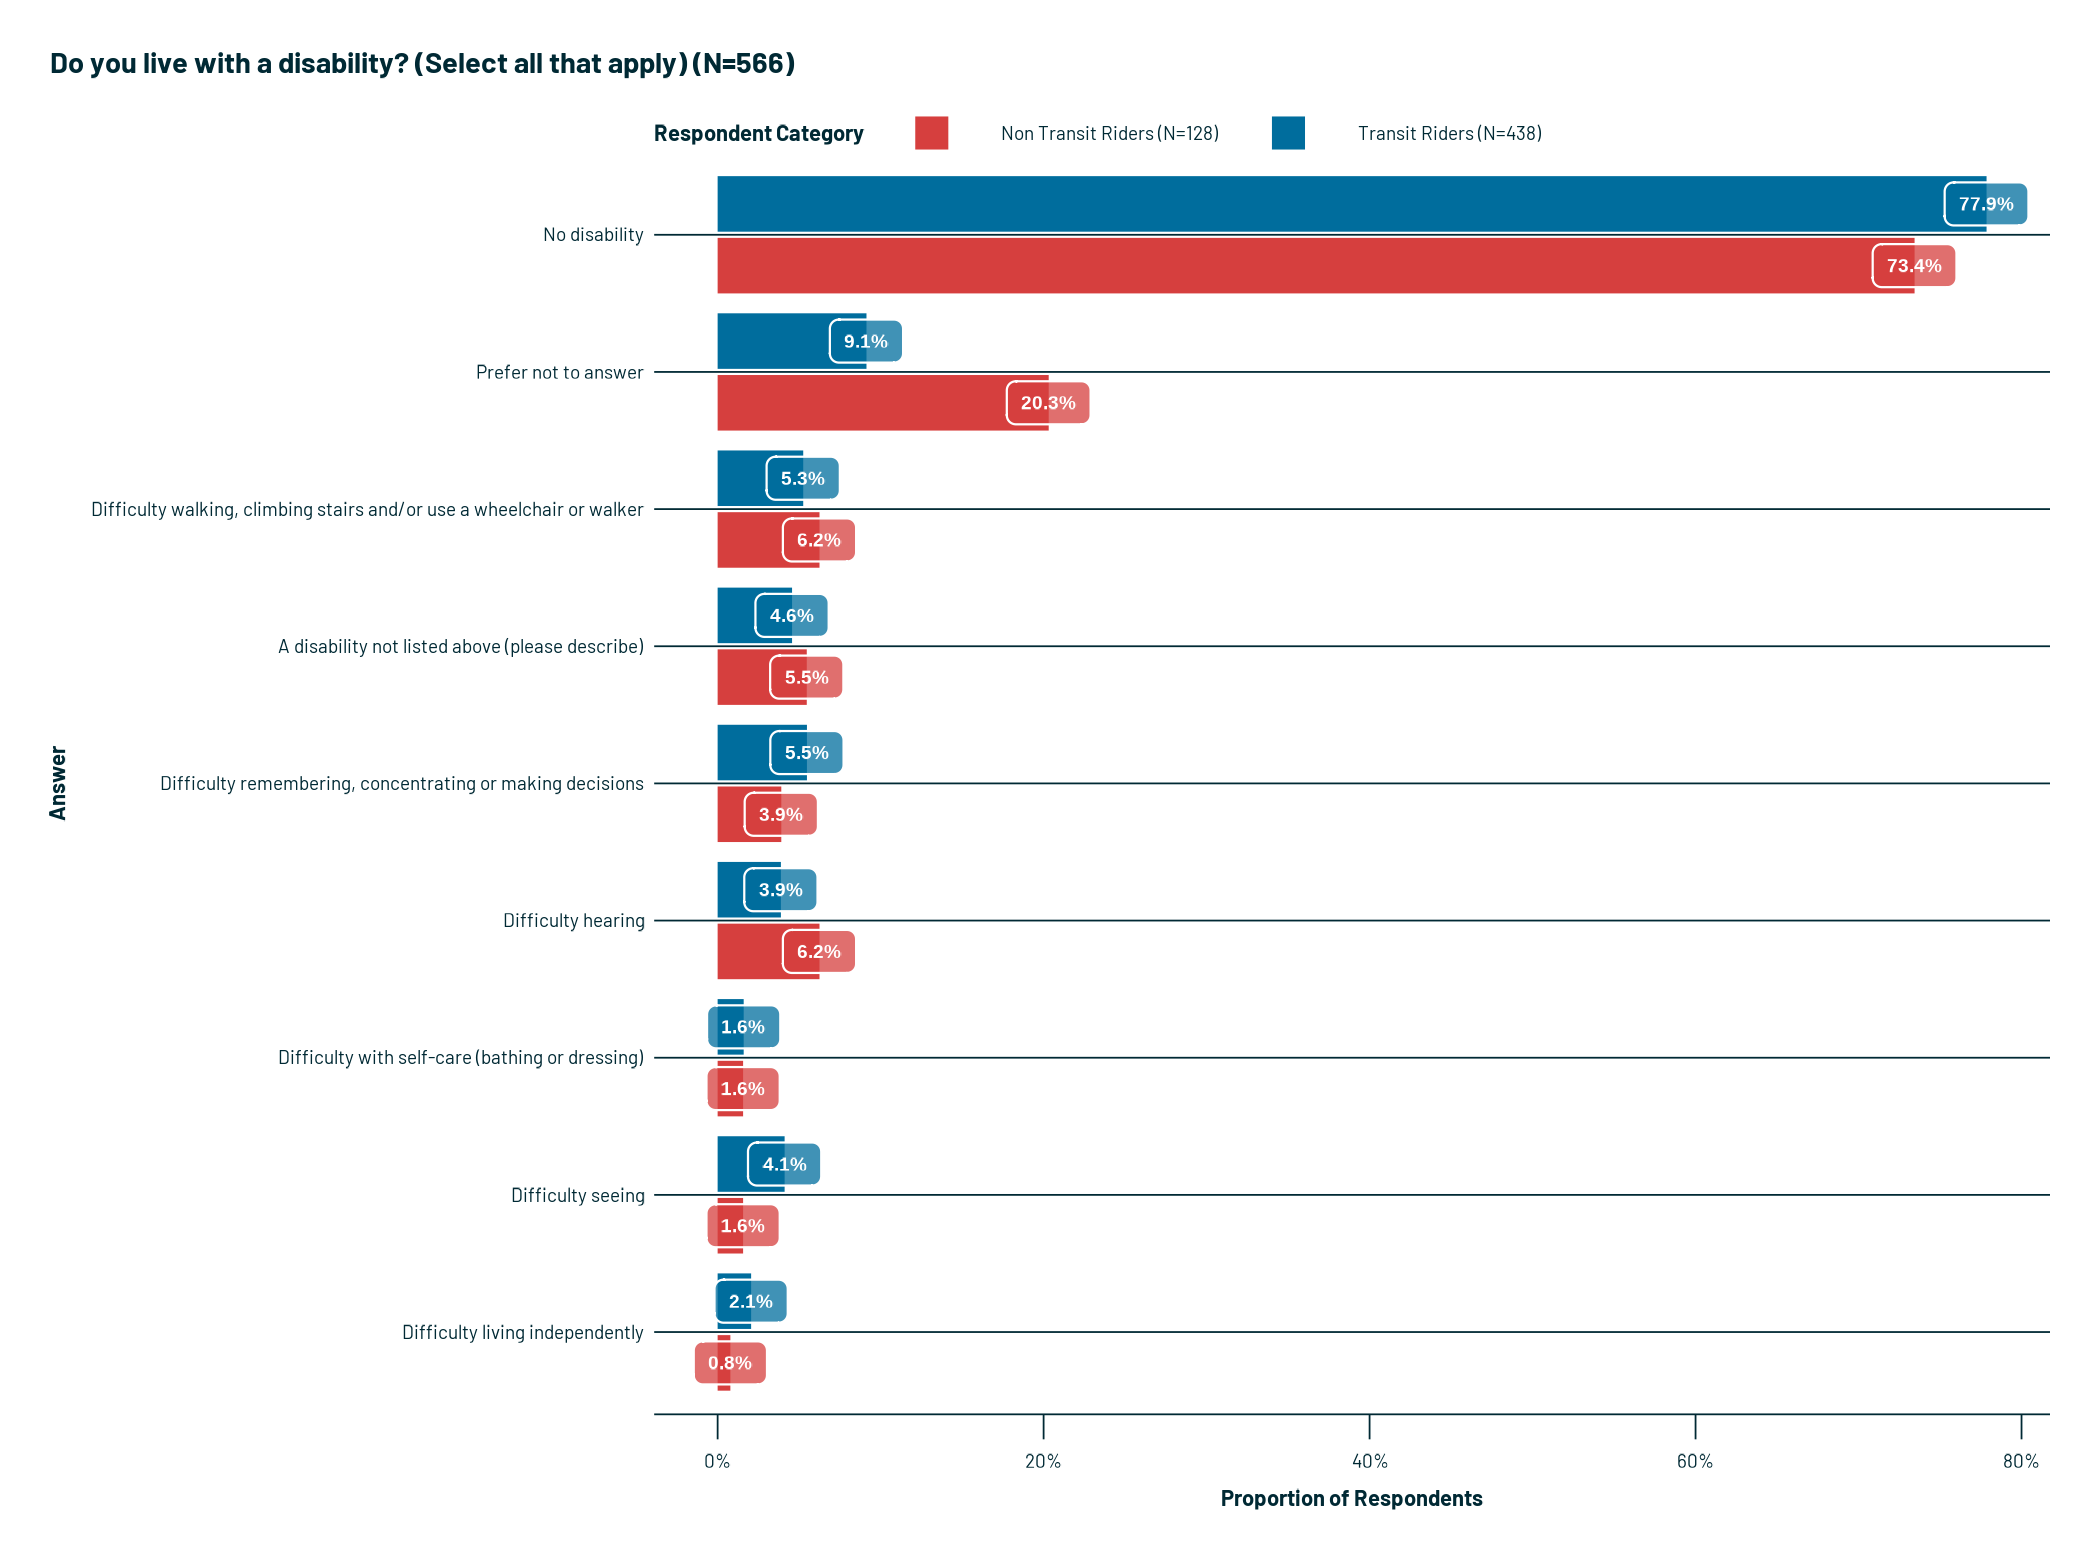 Do you live with a disability? (Select all that apply) (N=566)
Respondent Category Non Transit Riders (N=128) Transit Riders (N=438)
77.9%
No disability
73.4%
9.1%
Prefer not to answer
20.3%
5.3%
Difficulty walking, climbing stairs and/or use a wheelchair or walker
6.2%
4.6%
A disability not listed above (please describe)
5.5%
5.5%
Difficulty remembering, concentrating or making decisions
3.9%
3.9%
Difficulty hearing
6.2%
1.6%
Difficulty with self-care (bathing or dressing)
1.6%
4.1%
Difficulty seeing
1.6%
2.1%
Difficulty living independently
0.8%
Answer
0% 20% 40% 60% 80%
Proportion of Respondents